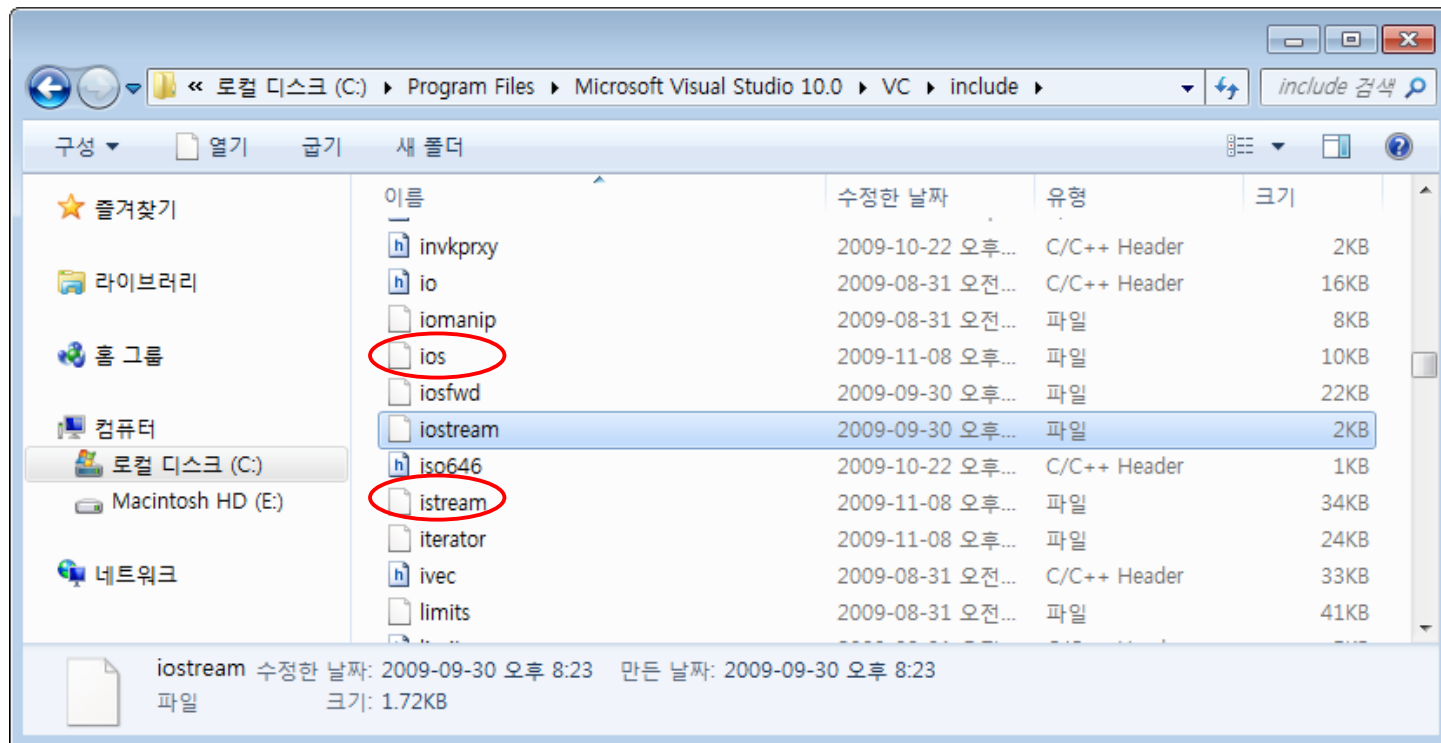 « 로컬 디스크 (C:) ▸ Program Files ▸ Microsoft Visual Studio 10.0 ▸ VC ▸ include ▸ include 검색
구성 열기 굽기 새 폴더
즐겨찾기
라이브러리
홈 그룹
컴퓨터
로컬 디스크 (C:)
Macintosh HD (E:)
네트워크
이름 수정한 날짜 유형 크기
invkprxy 2009-10-22 오후... C/C++ Header 2KB
io 2009-08-31 오전... C/C++ Header 16KB
iomanip 2009-08-31 오전... 파일 8KB
ios 2009-11-08 오후... 파일 10KB
iosfwd 2009-09-30 오후... 파일 22KB
iostream 2009-09-30 오후... 파일 2KB
iso646 2009-10-22 오후... C/C++ Header 1KB
istream 2009-11-08 오후... 파일 34KB
iterator 2009-11-08 오후... 파일 24KB
ivec 2009-08-31 오전... C/C++ Header 33KB
limits 2009-08-31 오전... 파일 41KB
iostream 수정한 날짜: 2009-09-30 오후 8:23 만든 날짜: 2009-09-30 오후 8:23
파일 크기: 1.72KB